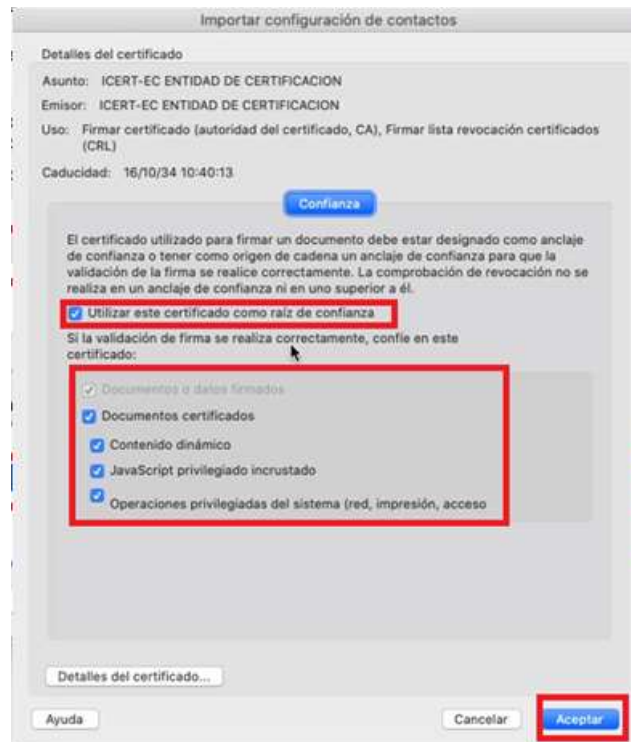 Importar configuración de contactos
Detalles del certificado
Asunto: ICERT-EC ENTIDAD DE CERTIFICACION
Emisor: ICERT-EC ENTIDAD DE CERTIFICACION
Uso: Firmar certificado (autoridad del certificado, CA), Firmar lista revocación certificados
(CRL)
Caducidad: 16/10/34 10:40:13
Confianza
El certificado utilizado para firmar un documento debe estar designado como anclaje
de confianza o tener como origen de cadena un anclaje de confianza para que la
validación de la firma se realice correctamente. La comprobación de revocación no se
realiza en un anclaje de confianza ni en uno superior a él.
Utilizar este certificado como raíz de confianza
Si la validación de firma se realiza correctamente, confíe en este
certificado:
Documentos o datos firmados
Documentos certificados
Contenido dinámico
JavaScript privilegiado incrustado
Operaciones privilegiadas del sistema (red, impresión, acceso
Detalles del certificado...
Ayuda
Cancelar
Aceptar